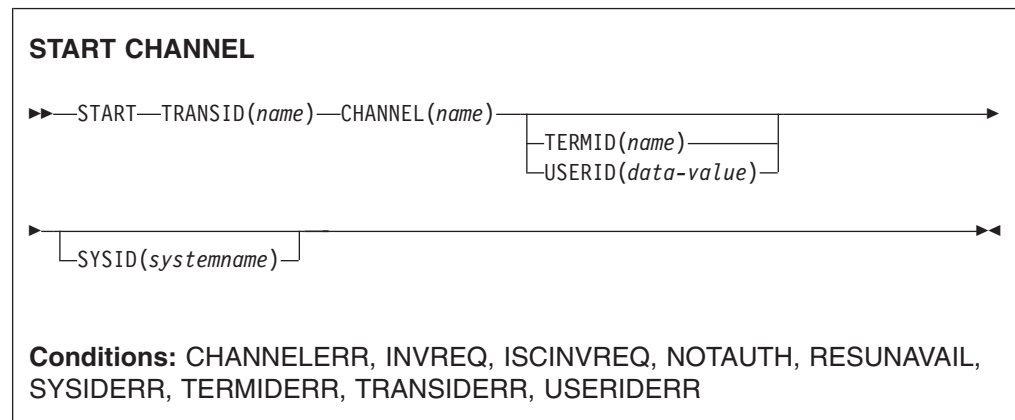 START CHANNEL
START TRANSID(name) CHANNEL(name)
TERMID(name)
USERID(data-value)
SYSID(systemname)
Conditions: CHANNELERR, INVREQ, ISCINVREQ, NOTAUTH, RESUNAVAIL,
SYSIDERR, TERMIDERR, TRANSIDERR, USERIDERR